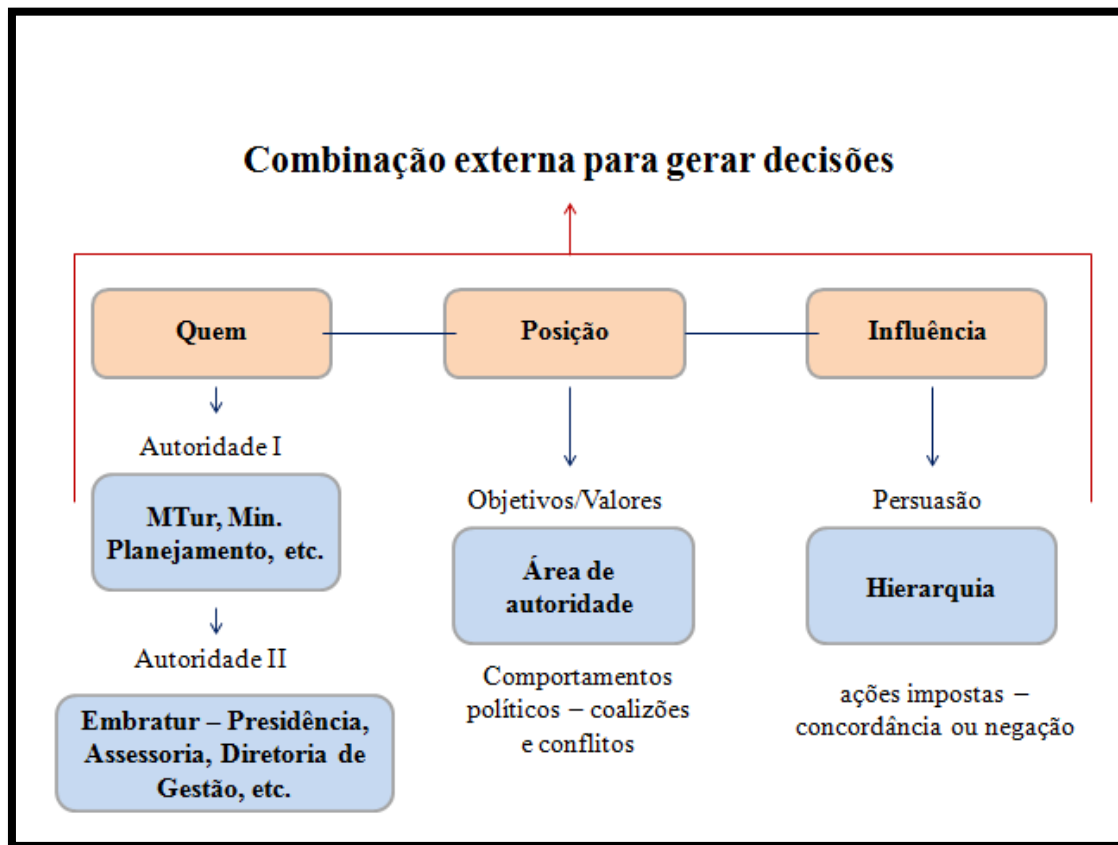 Combinação externa para gerar decisões
Quem
Posição
Influência
Autoridade I
MTur, Min.
Planejamento, etc.
Autoridade II
Embratur – Presidência,
Assessoria, Diretoria de
Gestão, etc.
Objetivos/Valores
Área de
autoridade
Comportamentos
políticos – coalizões
e conflitos
Persuasão
Hierarquia
ações impostas –
concordância ou negação